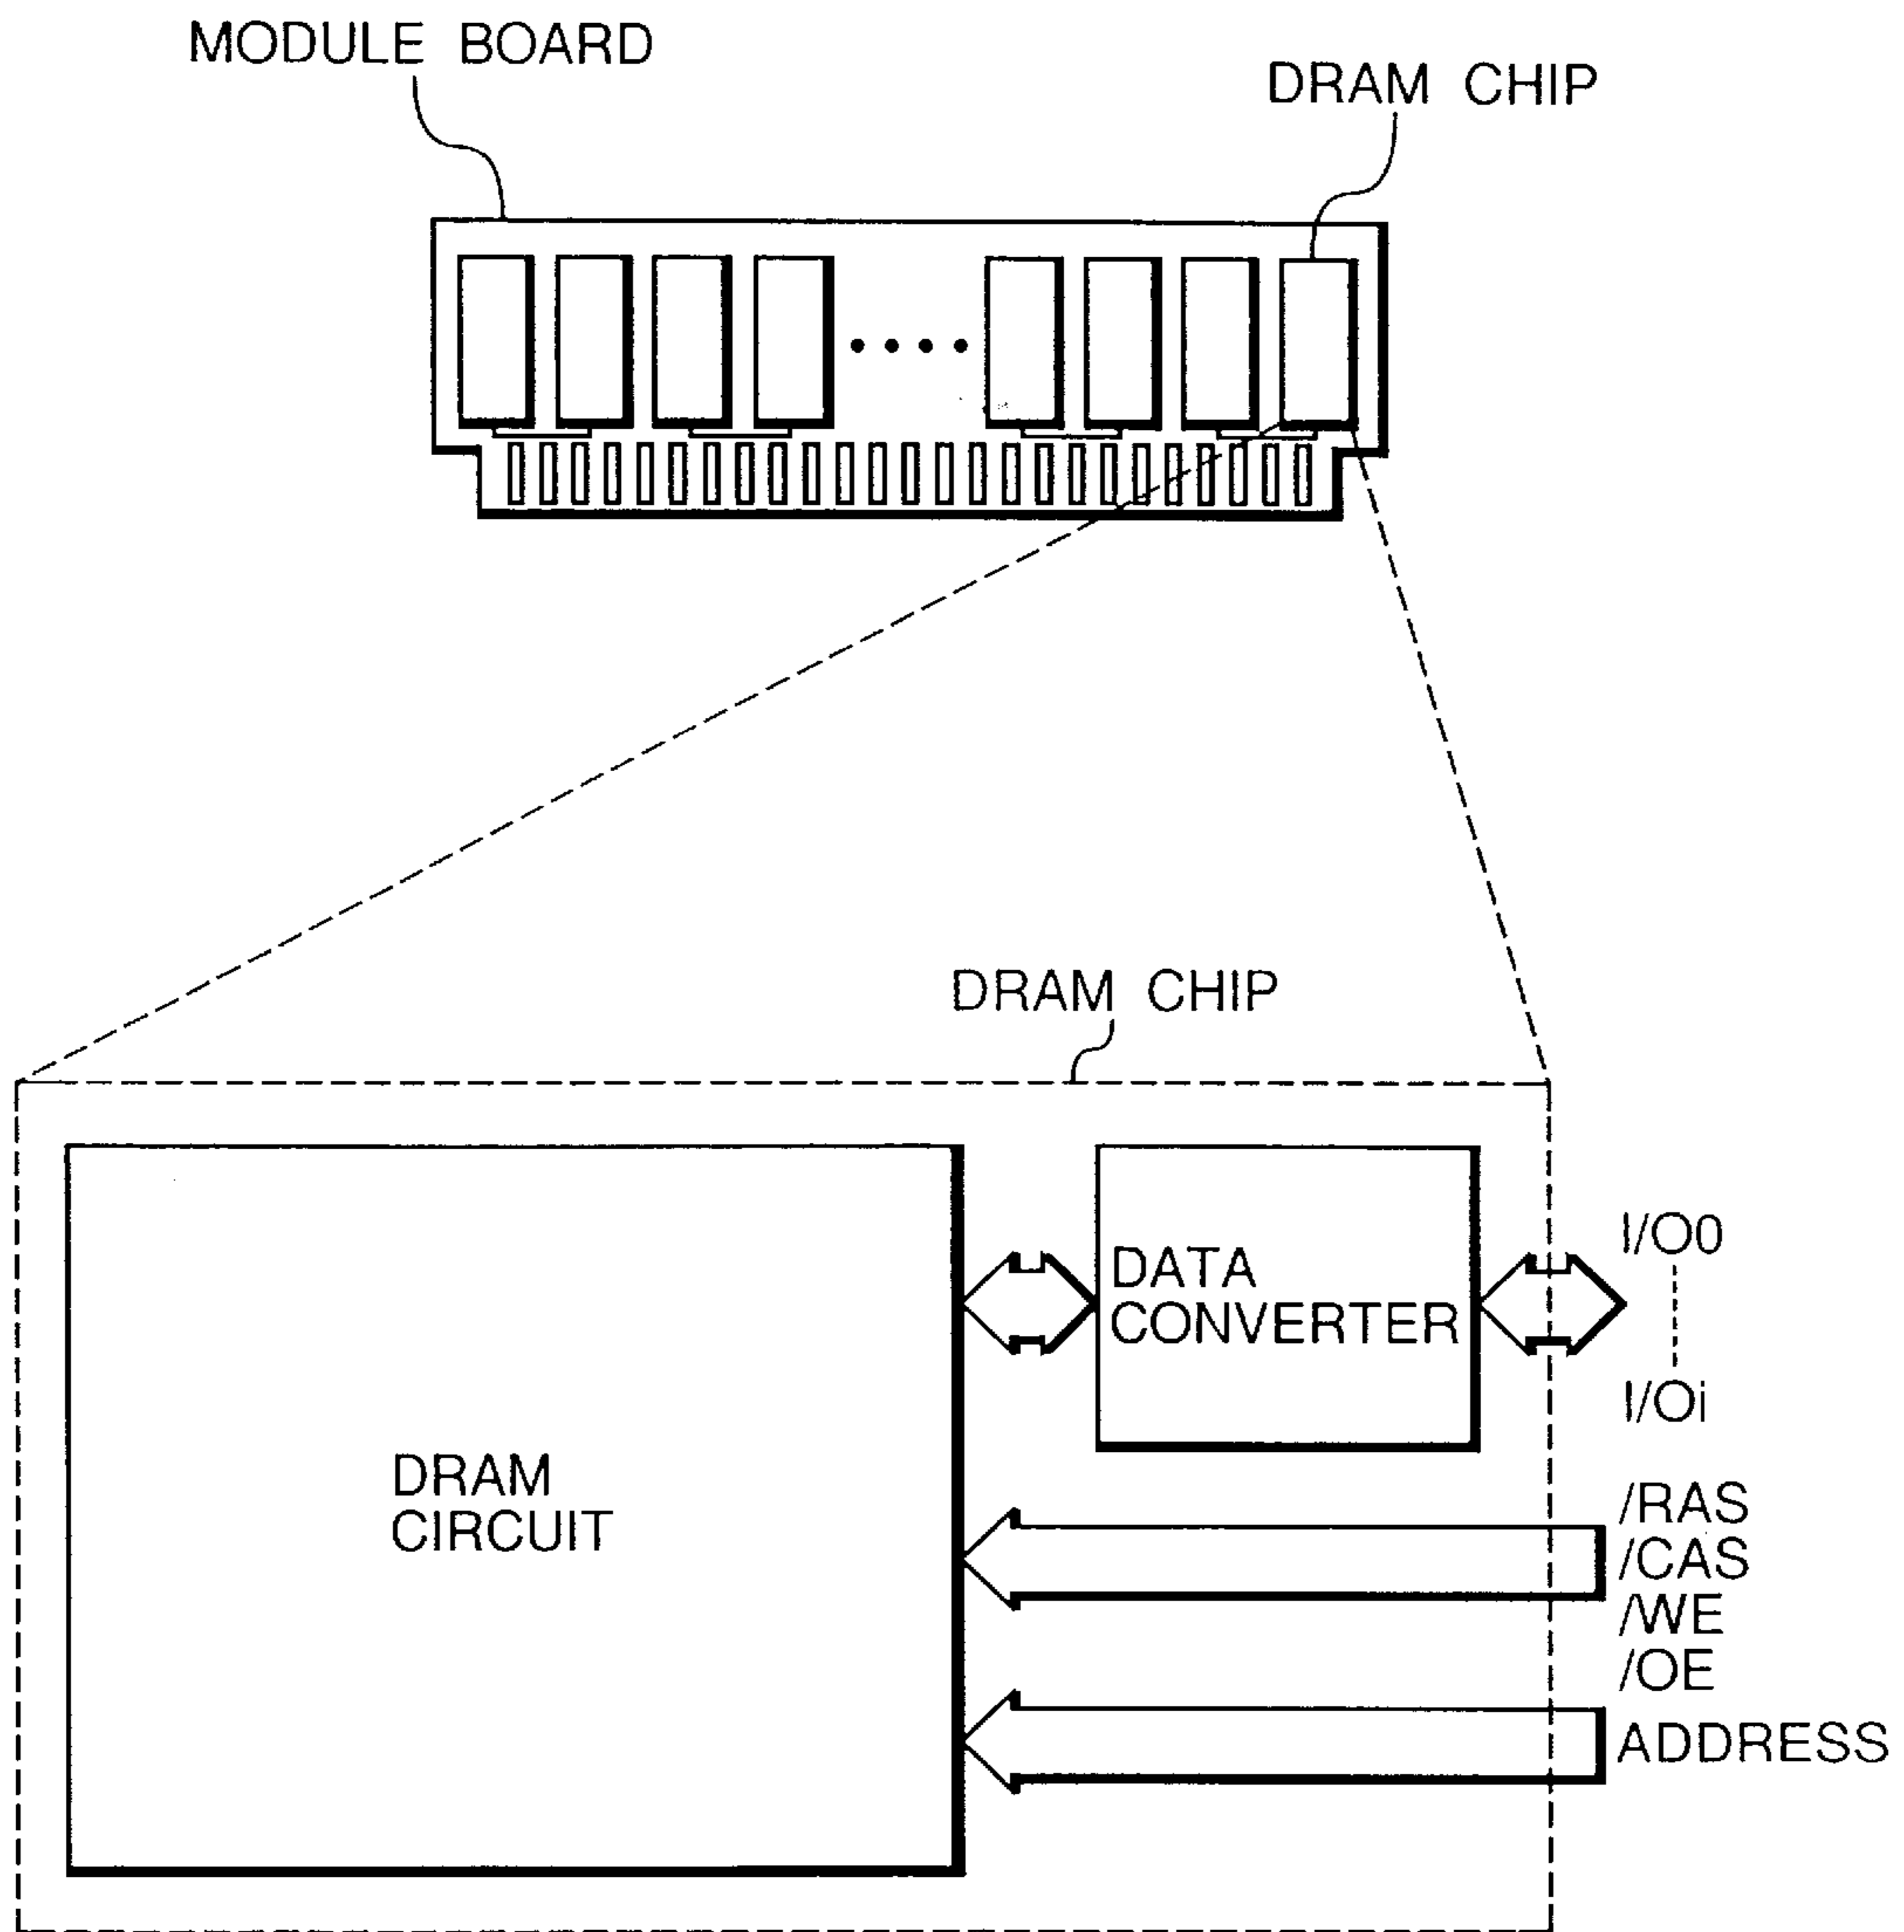 MODULE BOARD
DRAM CHIP
DRAM CHIP
DATA
CONVERTER
I/O0
I/Oi
DRAM
CIRCUIT
/RAS
/CAS
/WE
/OE
ADDRESS